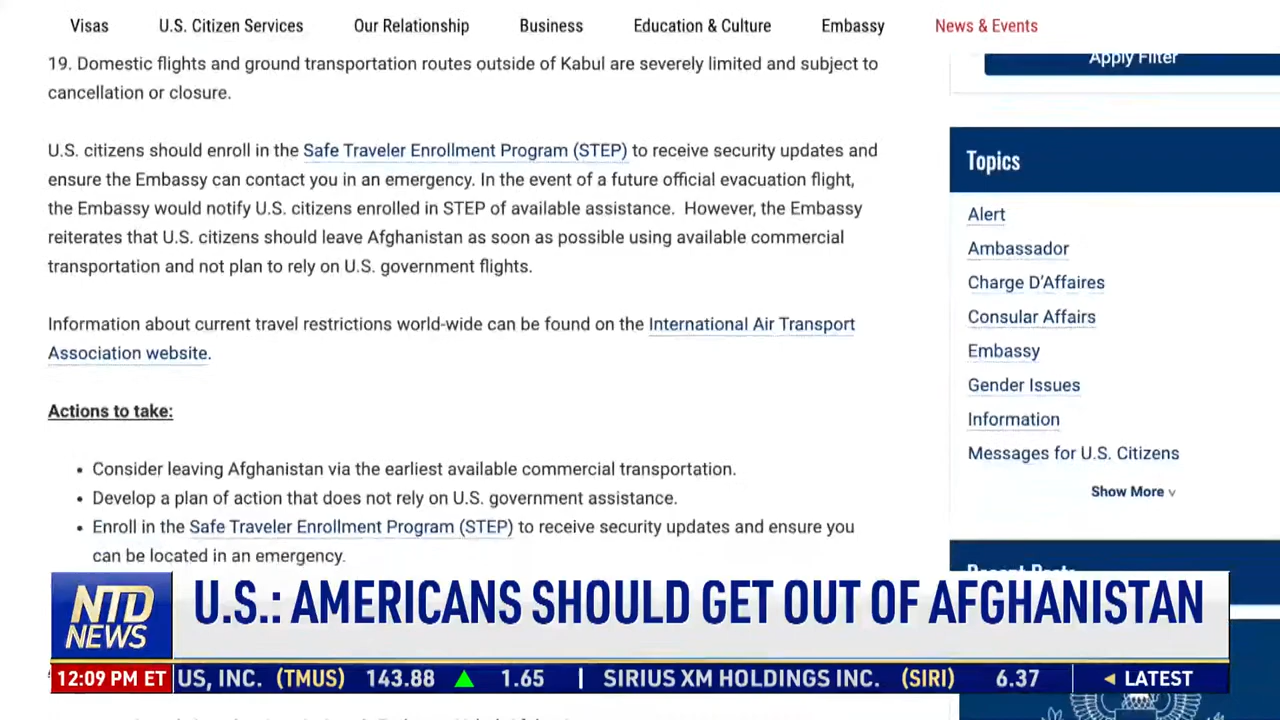 Visas U.S. Citizen Services Our Relationship Business Education & Culture Embassy News & Events
19. Domestic flights and ground transportation routes outside of Kabul are severely limited and subject to
cancellation or closure.
U.S. citizens should enroll in the Safe Traveler Enrollment Program (STEP) to receive security updates and
ensure the Embassy can contact you in an emergency. In the event of a future official evacuation flight,
the Embassy would notify U.S. citizens enrolled in STEP of available assistance. However, the Embassy
reiterates that U.S. citizens should leave Afghanistan as soon as possible using available commercial
transportation and not plan to rely on U.S. government flights.
Information about current travel restrictions world-wide can be found on the International Air Transport
Association website.
Actions to take:
• Consider leaving Afghanistan via the earliest available commercial transportation.
• Develop a plan of action that does not rely on U.S. government assistance.
• Enroll in the Safe Traveler Enrollment Program (STEP) to receive security updates and ensure you
can be located in an emergency.
Apply Filter
Topics
Alert
Ambassador
Charge D'Affaires
Consular Affairs
Embassy
Gender Issues
Information
Messages for U.S. Citizens
Show More
Recent Posts
NTD
NEWS
U.S.: AMERICANS SHOULD GET OUT OF AFGHANISTAN
12:09 PM ET US, INC. (TMUS) 143.88 ▲ 1.65 | SIRIUS XM HOLDINGS INC. (SIRI) 6.37 ◄ LATEST